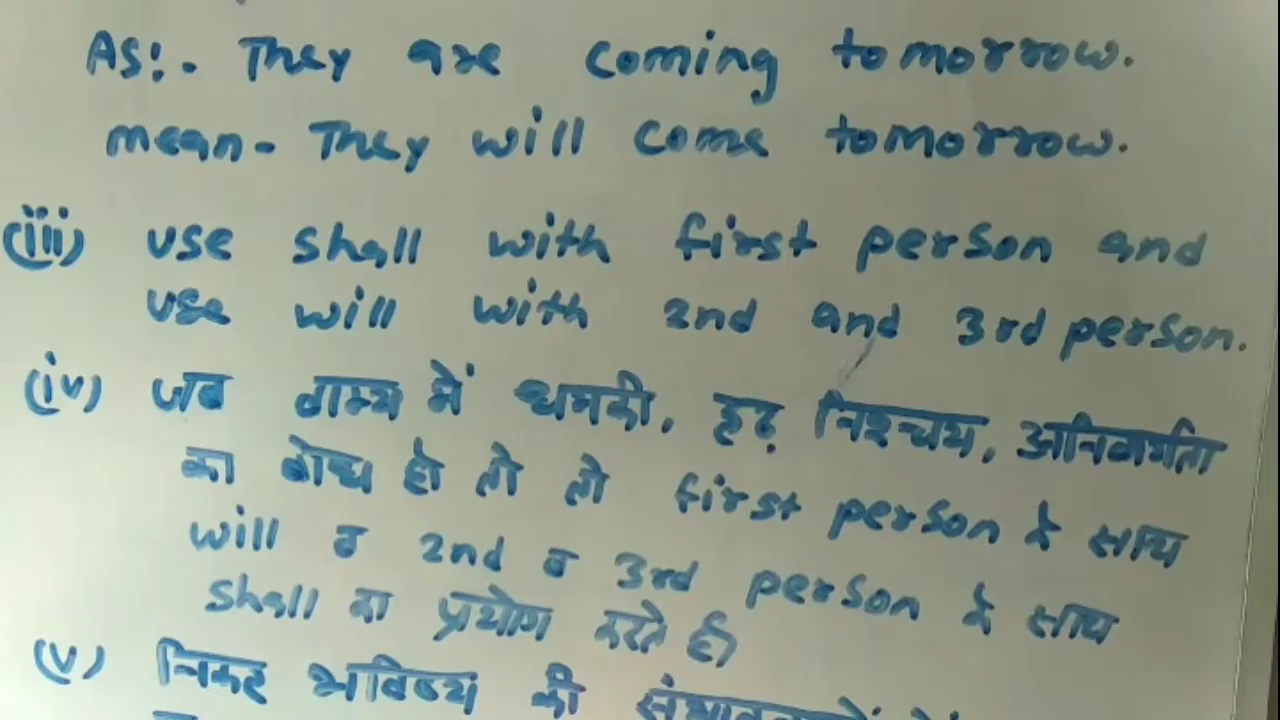 As:- They are coming tomorrow.
mean- They will come tomorrow.
(iii) use shall with first person and
use will with 2nd and 3rd person.
(iv) जब वाक्य में धमकी, दृढ़ निश्चय, अनिवार्यता
का बोध हो तो तो first person के साथ
will व 2nd व 3rd person के साथ
shall का प्रयोग करते हैं।
(v) निकट भविष्य की